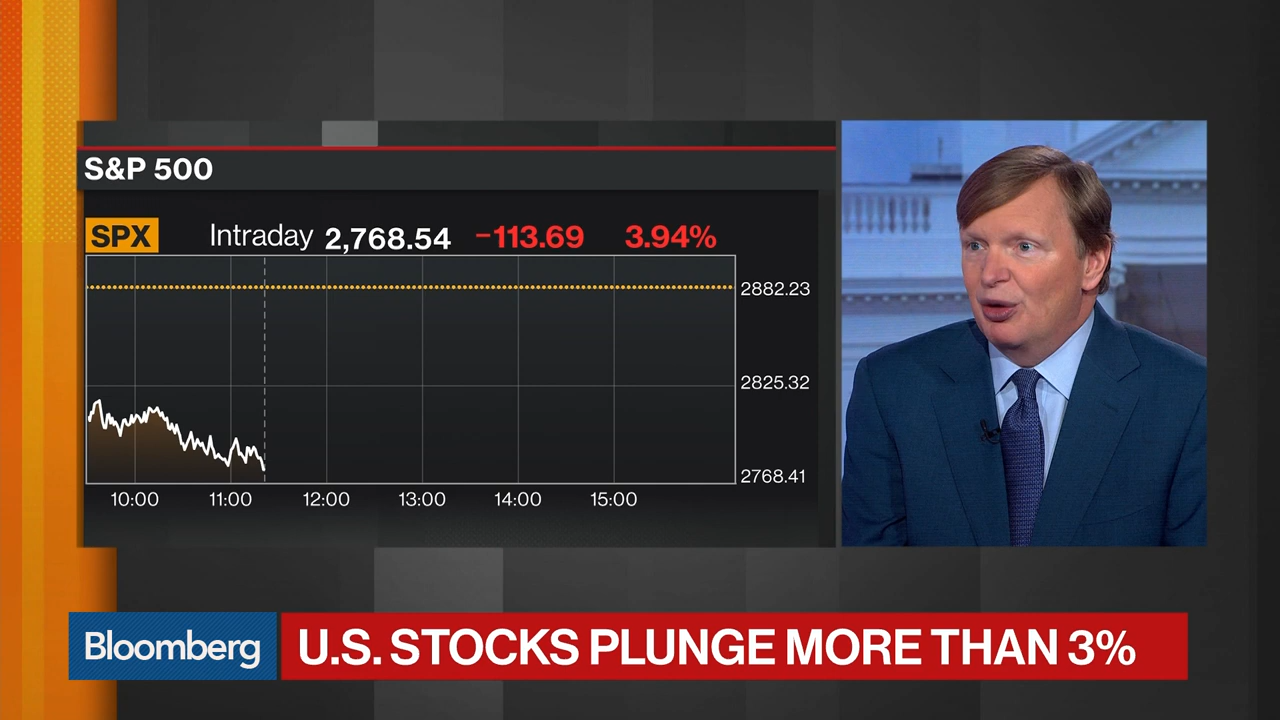 S&P 500
SPX Intraday 2,768.54 -113.69 3.94%
2882.23
2825.32
2768.41
10:00 11:00 12:00 13:00 14:00 15:00
Bloomberg U.S. STOCKS PLUNGE MORE THAN 3%